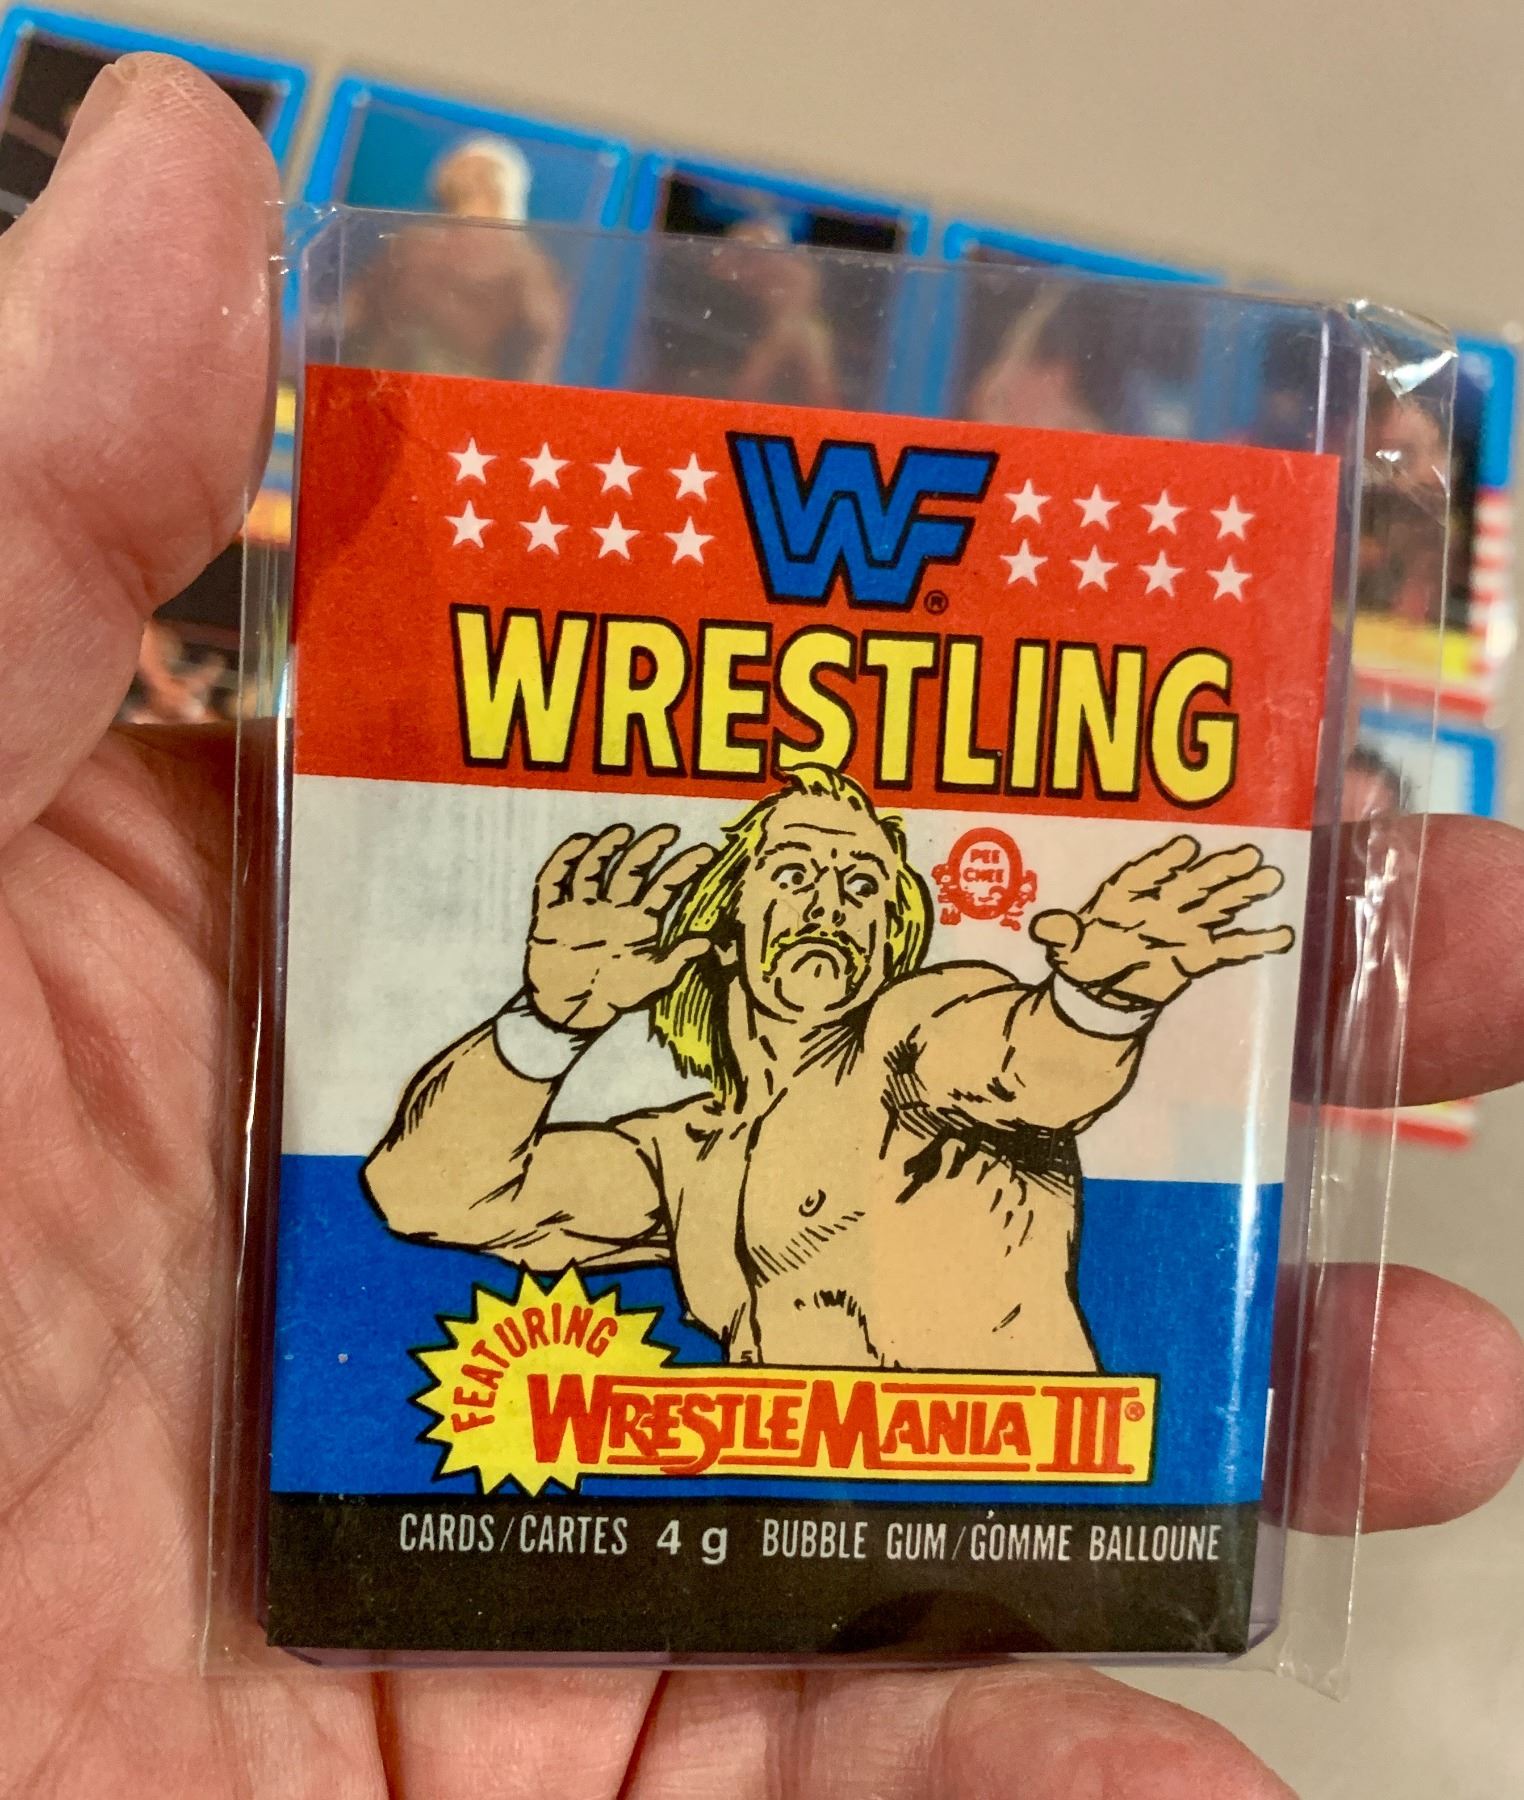 WF
®
WRESTLING
PEE
CHEE
FEATURING
WRESTLEMANIA III®
CARDS/CARTES 4 g BUBBLE GUM/GOMME BALLOUNE